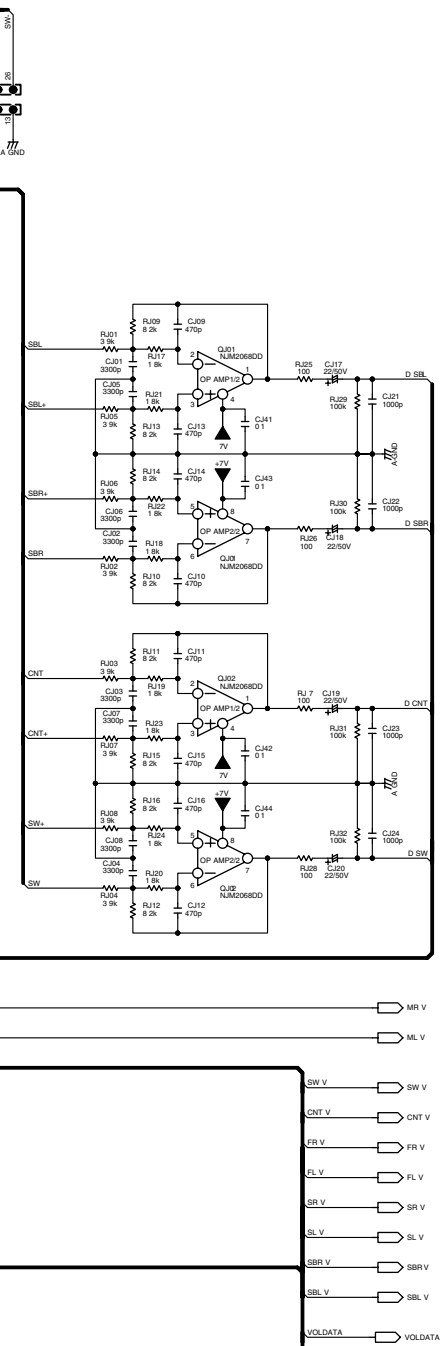 SW-
26
13
A GND
RJ09
8 2k
CJ09
470p
SBL
RJ01
3 9k
CJ01
3300p
RJ17
1 8k
QJ01
NJM2068DD
2
1
OP AMP1/2
3
4
RJ25
100
CJ17
22/50V
D SBL
CJ05
3300p
RJ21
1 8k
RJ29
100k
CJ21
1000p
SBL+
RJ05
3 9k
RJ13
8 2k
CJ13
470p
CJ41
0 1
7V
A GND
RJ14
8 2k
CJ14
470p
+7V
CJ43
0 1
SBR+
RJ06
3 9k
CJ06
3300p
RJ22
1 8k
5
8
OP AMP2/2
7
6
RJ30
100k
CJ22
1000p
D SBR
CJ02
3300p
RJ18
1 8k
RJ26
100
CJ18
22/50V
SBR
RJ02
3 9k
RJ10
8 2k
CJ10
470p
QJ01
NJM2068DD
RJ11
8 2k
CJ11
470p
CNT
RJ03
3 9k
CJ03
3300p
RJ19
1 8k
QJ02
NJM2068DD
2
1
OP AMP1/2
3
4
RJ 7
100
CJ19
22/50V
D CNT
CJ07
3300p
RJ23
1 8k
RJ31
100k
CJ23
1000p
CNT+
RJ07
3 9k
RJ15
8 2k
CJ15
470p
CJ42
0 1
7V
A GND
RJ16
8 2k
CJ16
470p
+7V
CJ44
0 1
SW+
RJ08
3 9k
CJ08
3300p
RJ24
1 8k
5
8
OP AMP2/2
7
6
RJ32
100k
CJ24
1000p
D SW
CJ04
3300p
RJ20
1 8k
RJ28
100
CJ20
22/50V
SW
RJ04
3 9k
RJ12
8 2k
CJ12
470p
QJ02
NJM2068DD
MR V
ML V
SW V
SW V
CNT V
CNT V
FR V
FR V
FL V
FL V
SR V
SR V
SL V
SL V
SBR V
SBR V
SBL V
SBL V
VOLDATA
VOLDATA